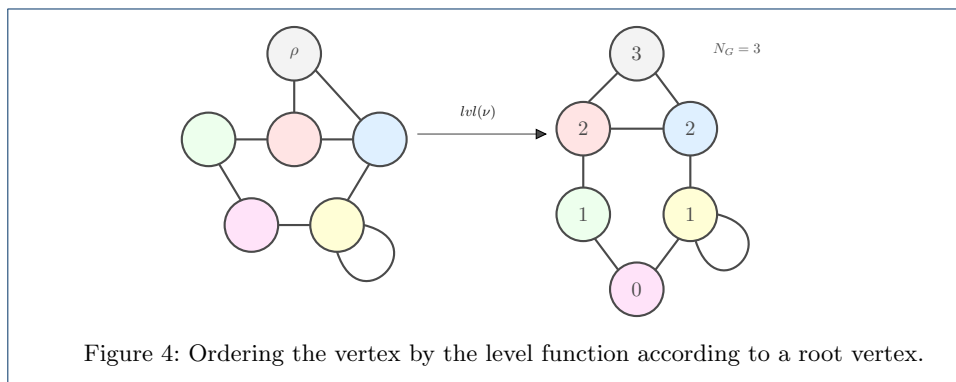 ρ
lvl(ν)
3
N_G = 3
2 2
1 1
0
Figure 4: Ordering the vertex by the level function according to a root vertex.